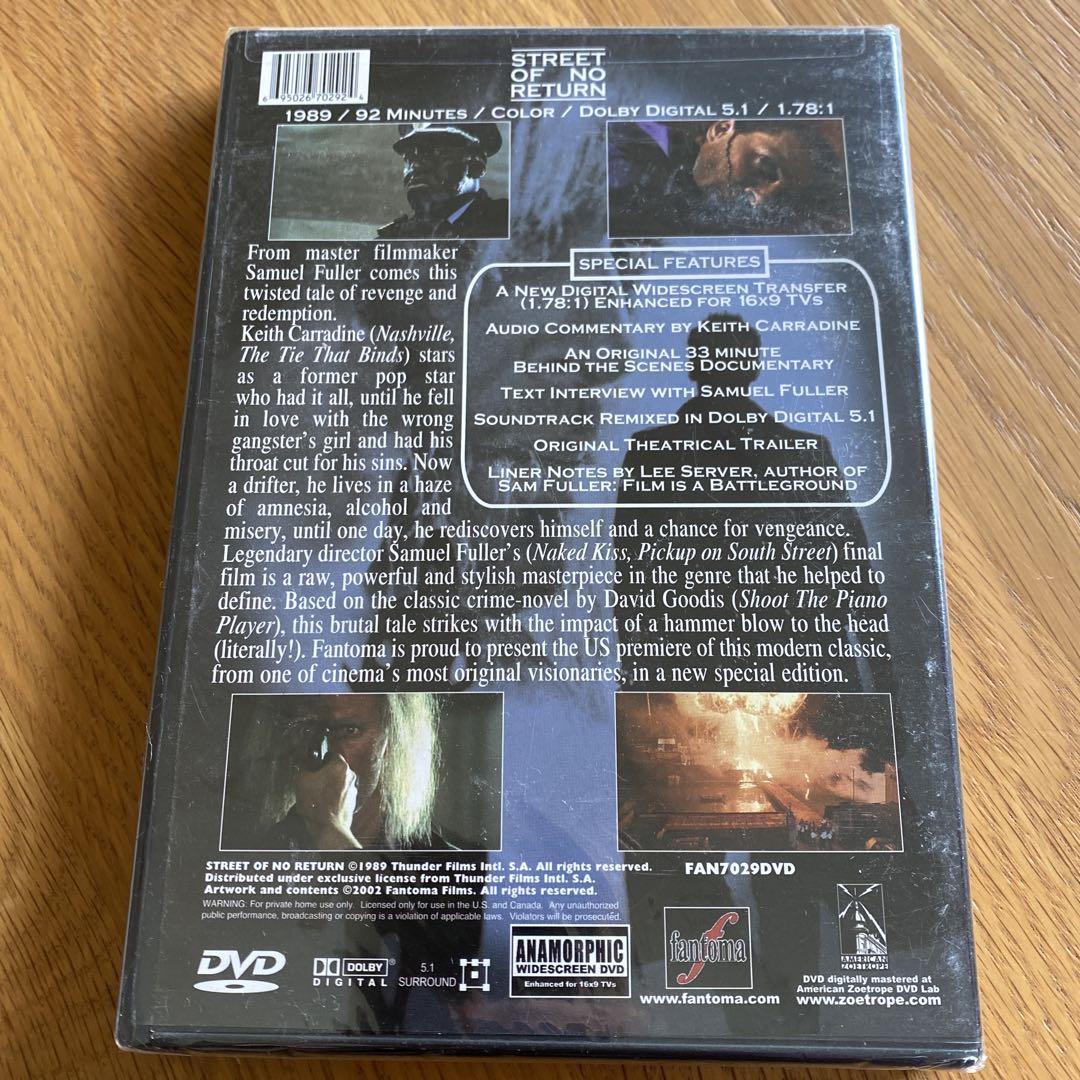 6 95026 70292 4
STREET
OF NO
RETURN
1989 / 92 MINUTES / COLOR / DOLBY DIGITAL 5.1 / 1.78:1
From master filmmaker
Samuel Fuller comes this
twisted tale of revenge and
redemption.
Keith Carradine (Nashville,
The Tie That Binds) stars
as a former pop star
who had it all, until he fell
in love with the wrong
gangster's girl and had his
throat cut for his sins. Now
a drifter, he lives in a haze
of amnesia, alcohol and
misery, until one day, he rediscovers himself and a chance for vengeance.
Legendary director Samuel Fuller's (Naked Kiss, Pickup on South Street) final
film is a raw, powerful and stylish masterpiece in the genre that he helped to
define. Based on the classic crime-novel by David Goodis (Shoot The Piano
Player), this brutal tale strikes with the impact of a hammer blow to the head
(literally!). Fantoma is proud to present the US premiere of this modern classic,
from one of cinema's most original visionaries, in a new special edition.
SPECIAL FEATURES
A NEW DIGITAL WIDESCREEN TRANSFER
(1.78:1) ENHANCED FOR 16X9 TVS
AUDIO COMMENTARY BY KEITH CARRADINE
AN ORIGINAL 33 MINUTE
BEHIND THE SCENES DOCUMENTARY
TEXT INTERVIEW WITH SAMUEL FULLER
SOUNDTRACK REMIXED IN DOLBY DIGITAL 5.1
ORIGINAL THEATRICAL TRAILER
LINER NOTES BY LEE SERVER, AUTHOR OF
SAM FULLER: FILM IS A BATTLEGROUND
STREET OF NO RETURN ©1989 Thunder Films Intl. S.A. All rights reserved.
Distributed under exclusive license from Thunder Films Intl. S.A.
Artwork and contents ©2002 Fantoma Films. All rights reserved.
WARNING: For private home use only. Licensed only for use in the U.S. and Canada. Any unauthorized
public performance, broadcasting or copying is a violation of applicable laws. Violators will be prosecuted.
FAN7029DVD
DVD
DOLBY
DIGITAL
5.1
SURROUND
ANAMORPHIC
WIDESCREEN DVD
Enhanced for 16x9 TVs
fantoma
www.fantoma.com
AMERICAN
ZOETROPE
DVD digitally mastered at
American Zoetrope DVD Lab
www.zoetrope.com